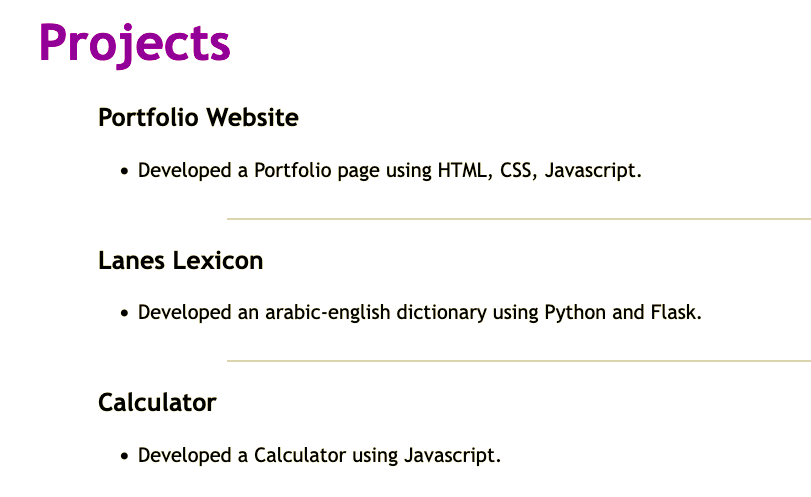 Projects
Portfolio Website
• Developed a Portfolio page using HTML, CSS, Javascript.
Lanes Lexicon
• Developed an arabic-english dictionary using Python and Flask.
Calculator
• Developed a Calculator using Javascript.